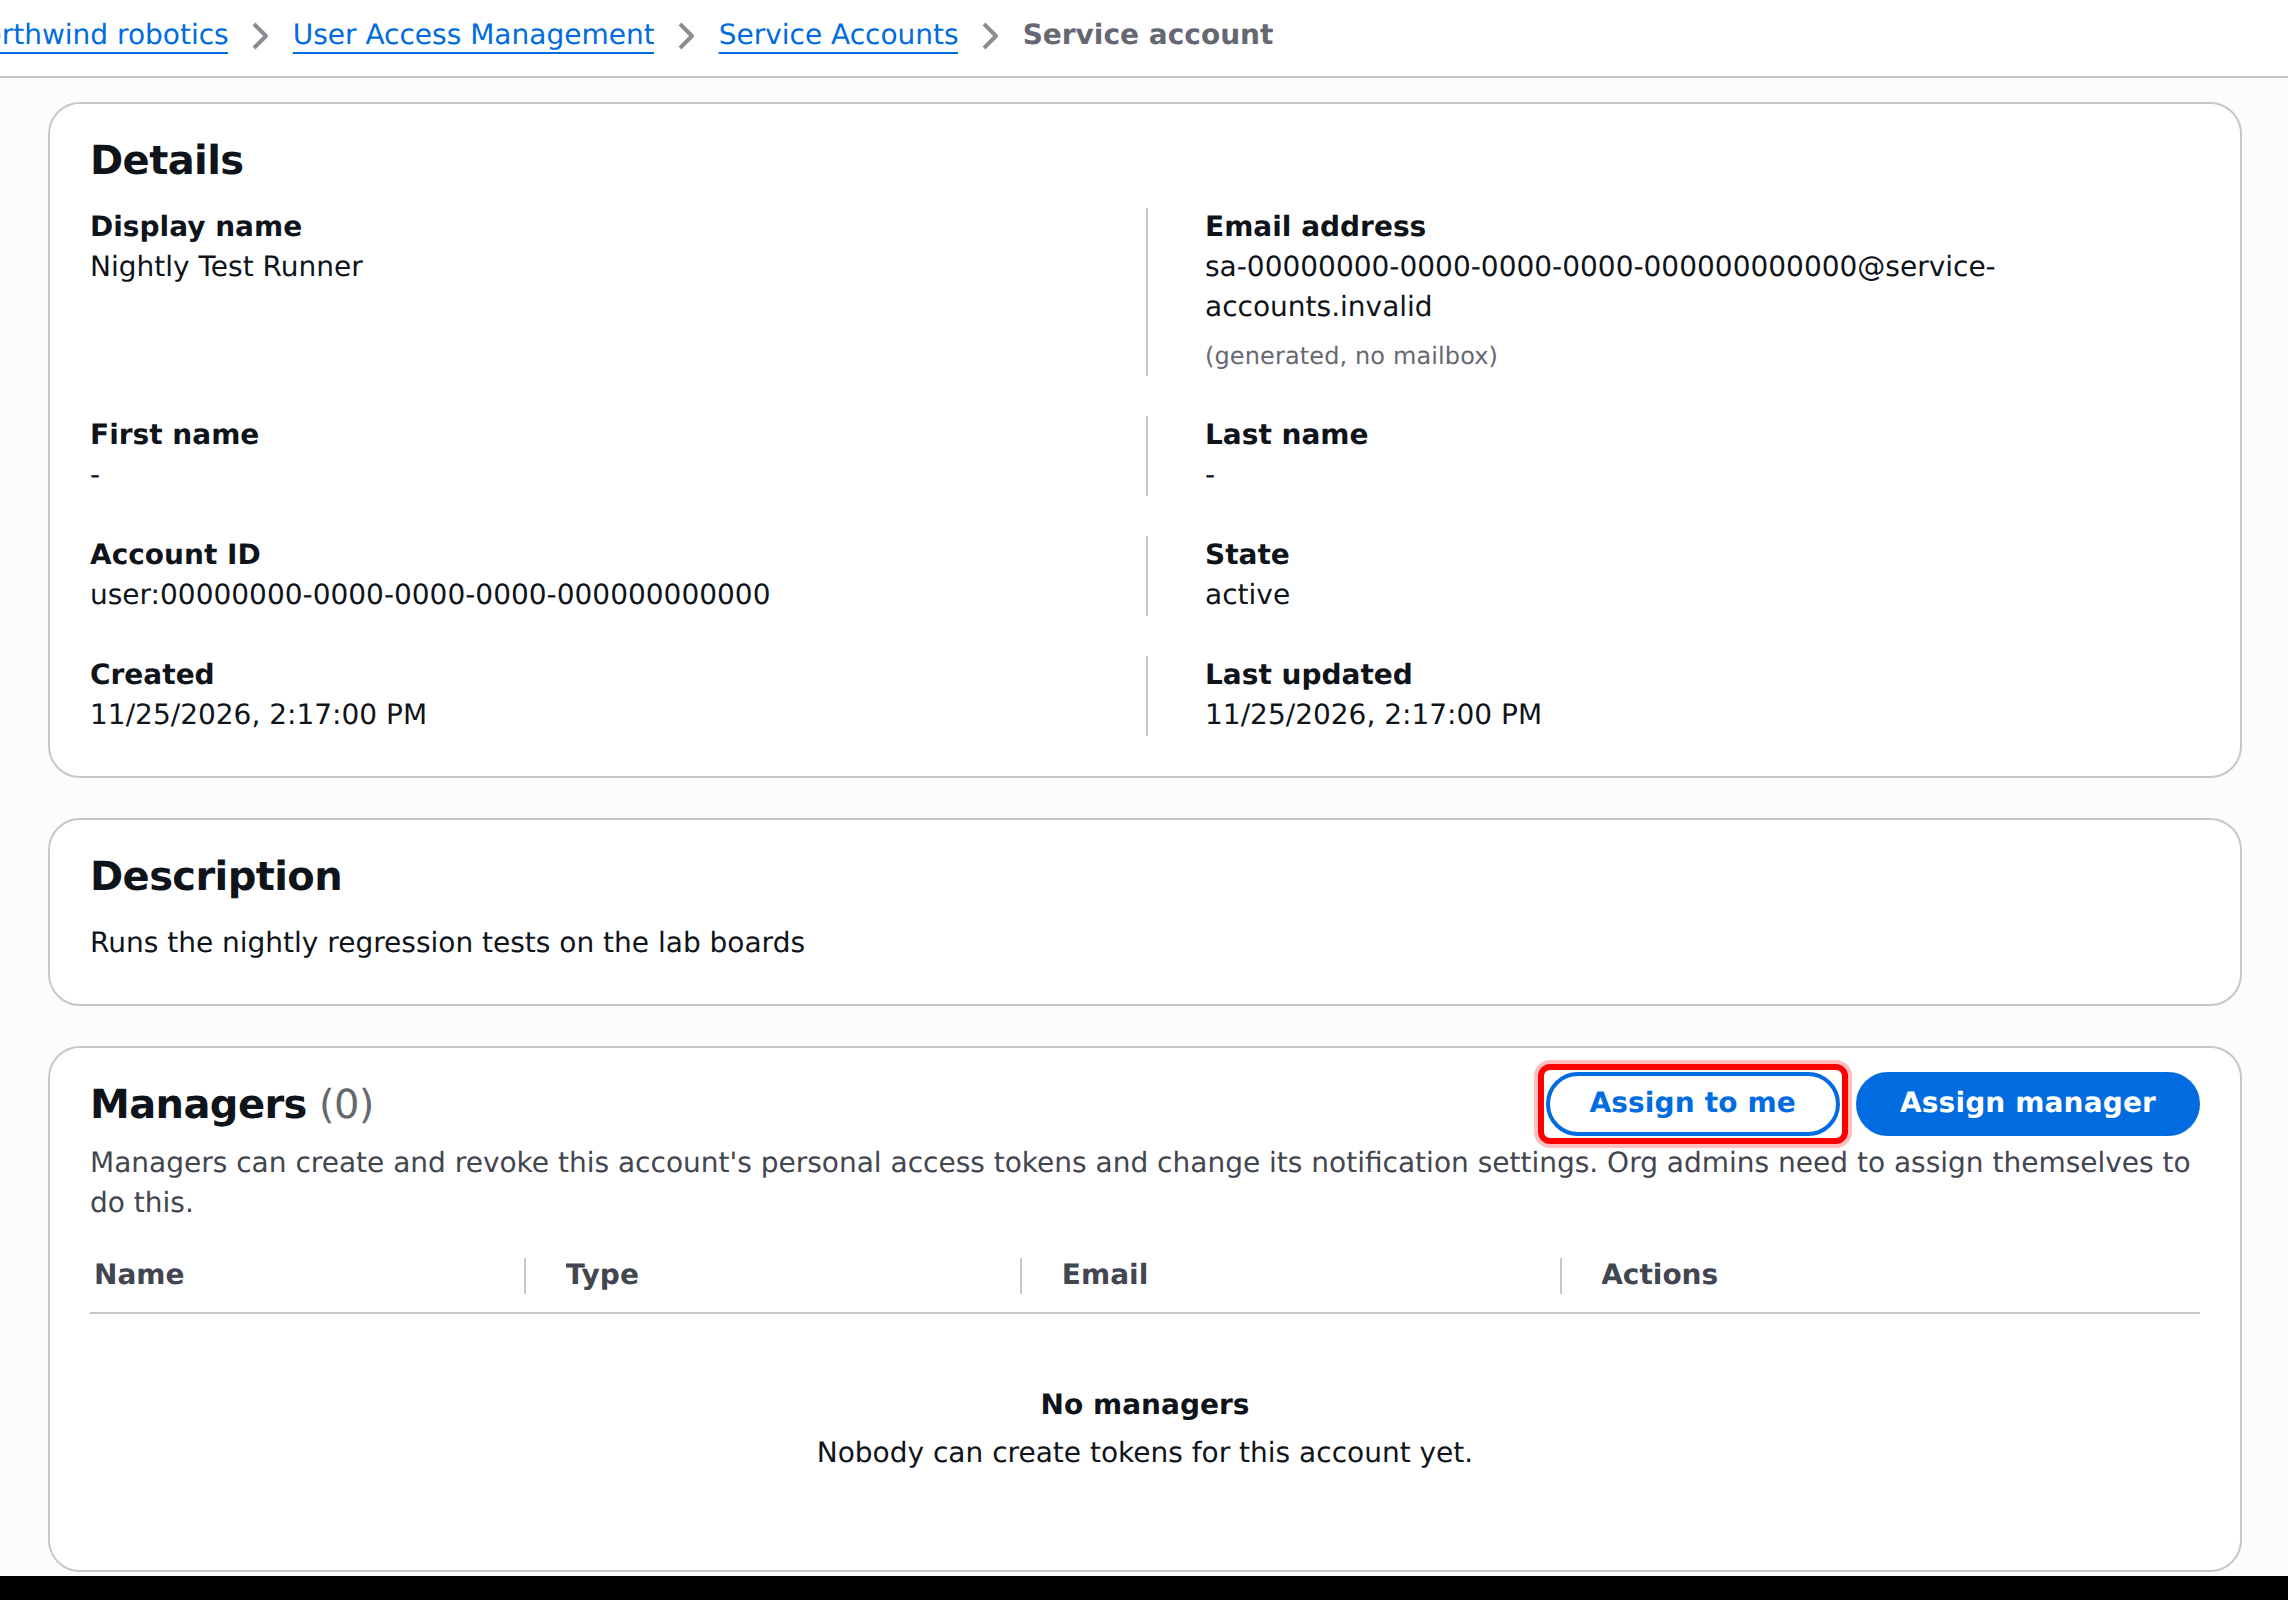 rthwind robotics > User Access Management > Service Accounts > Service account
Details
Display name
Nightly Test Runner
Email address
sa-00000000-0000-0000-0000-000000000000@service-
accounts.invalid
(generated, no mailbox)
First name
-
Last name
-
Account ID
user:00000000-0000-0000-0000-000000000000
State
active
Created
11/25/2026, 2:17:00 PM
Last updated
11/25/2026, 2:17:00 PM
Description
Runs the nightly regression tests on the lab boards
Managers (0)
Assign to me
Assign manager
Managers can create and revoke this account's personal access tokens and change its notification settings. Org admins need to assign themselves to
do this.
Name Type Email Actions
No managers
Nobody can create tokens for this account yet.